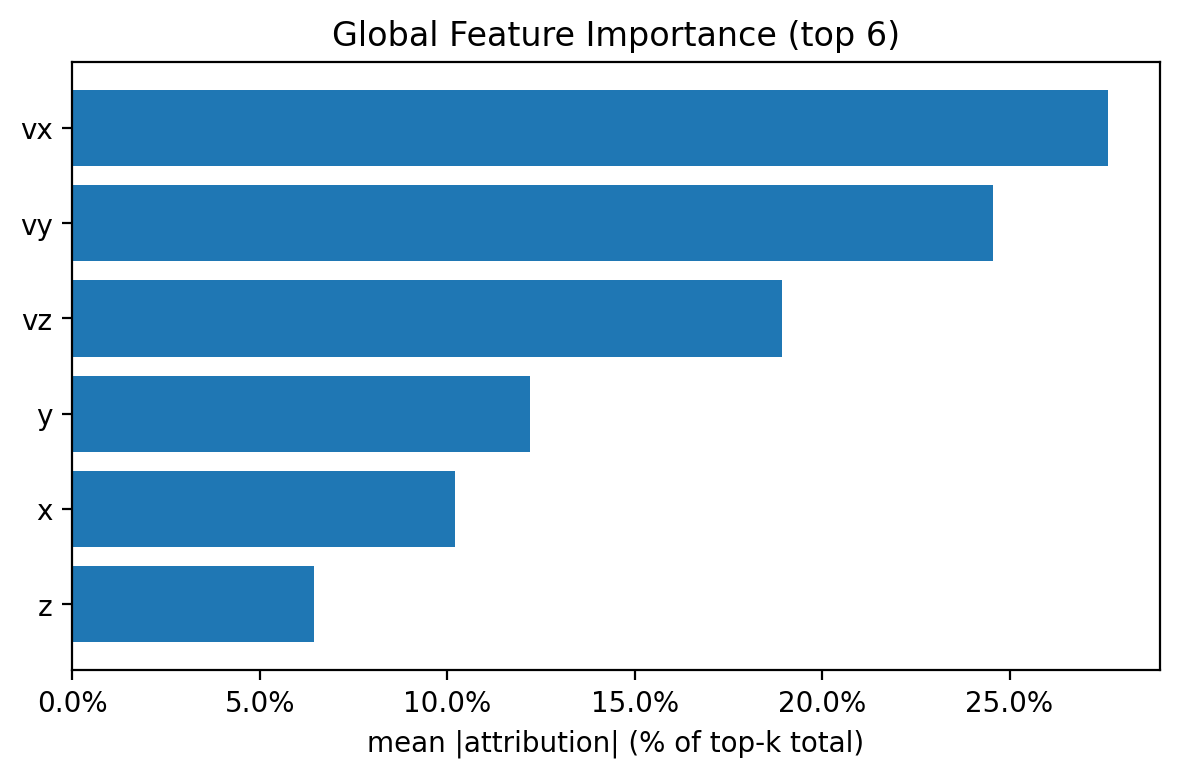 Global Feature Importance (top 6)
vx
vy
vz
y
x
z
0.0% 5.0% 10.0% 15.0% 20.0% 25.0%
mean |attribution| (% of top-k total)